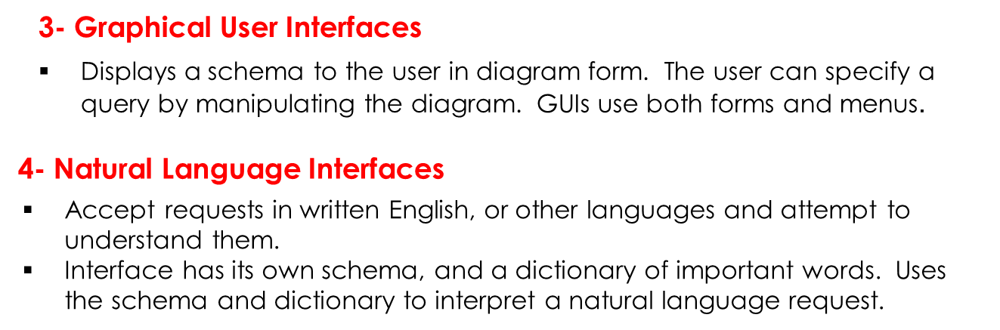 3- Graphical User Interfaces
▪ Displays a schema to the user in diagram form.  The user can specify a
query by manipulating the diagram.  GUIs use both forms and menus.
4- Natural Language Interfaces
▪ Accept requests in written English, or other languages and attempt to
understand them.
▪ Interface has its own schema, and a dictionary of important words.  Uses
the schema and dictionary to interpret a natural language request.